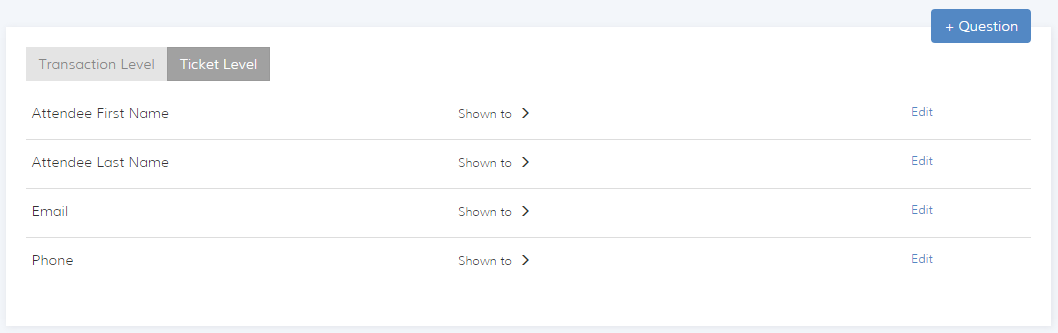 + Question
Transaction Level Ticket Level
Attendee First Name Shown to Edit
Attendee Last Name Shown to Edit
Email Shown to Edit
Phone Shown to Edit